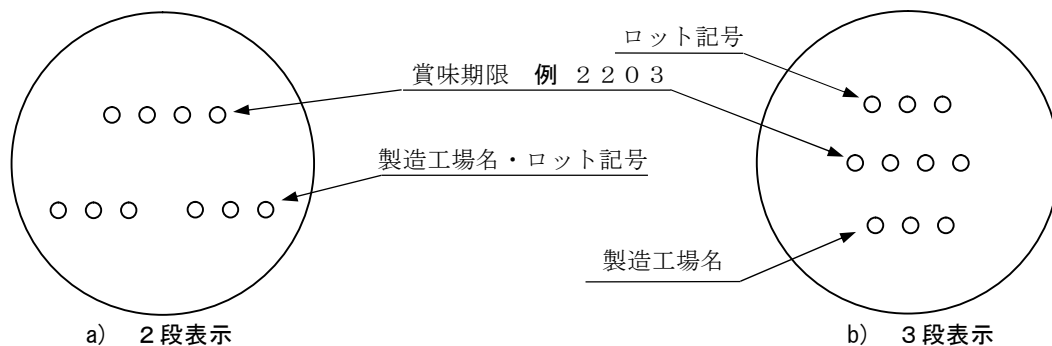 ロット記号
賞味期限 例 2203
製造工場名・ロット記号
製造工場名
a) 2段表示
b) 3段表示